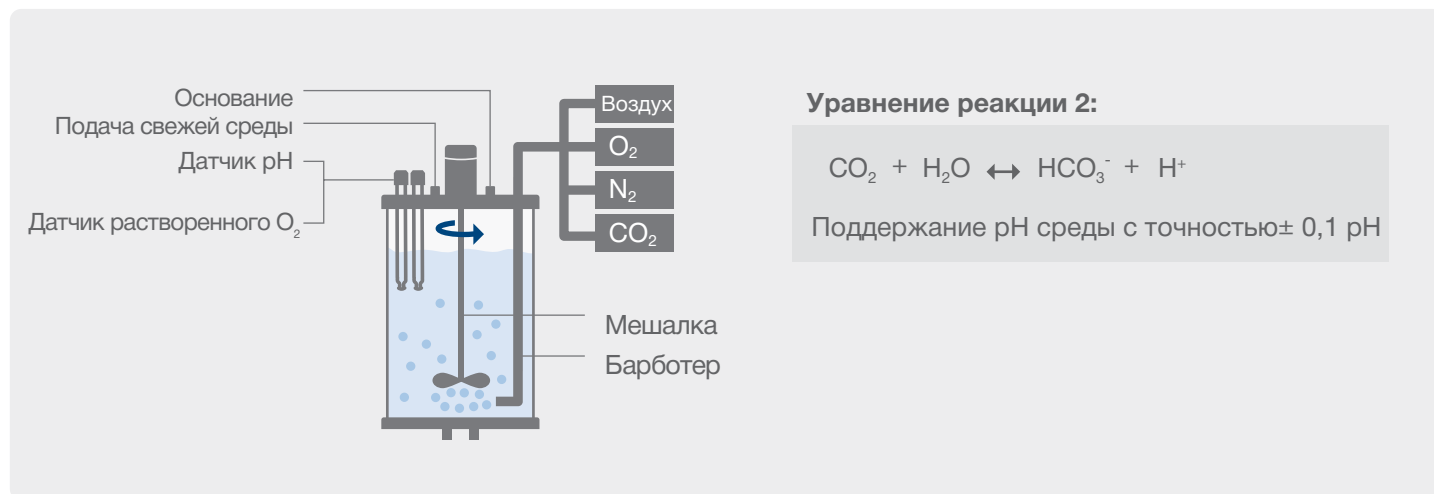 Основание
Подача свежей среды
Датчик pH
Датчик растворенного O₂
Воздух
O₂
N₂
CO₂
Мешалка
Барботер
Уравнение реакции 2:
CO₂ + H₂O ↔ HCO₃⁻ + H⁺
Поддержание pH среды с точностью± 0,1 pH